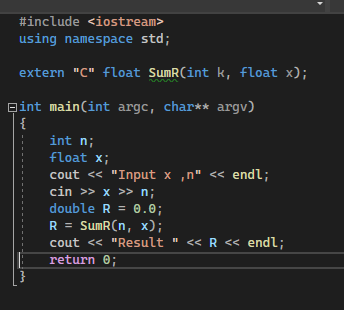 #include <iostream>
using namespace std;
extern "C" float SumR(int k, float x);
int main(int argc, char** argv)
{
int n;
float x;
cout << "Input x ,n" << endl;
cin >> x >> n;
double R = 0.0;
R = SumR(n, x);
cout << "Result " << R << endl;
return 0;
}